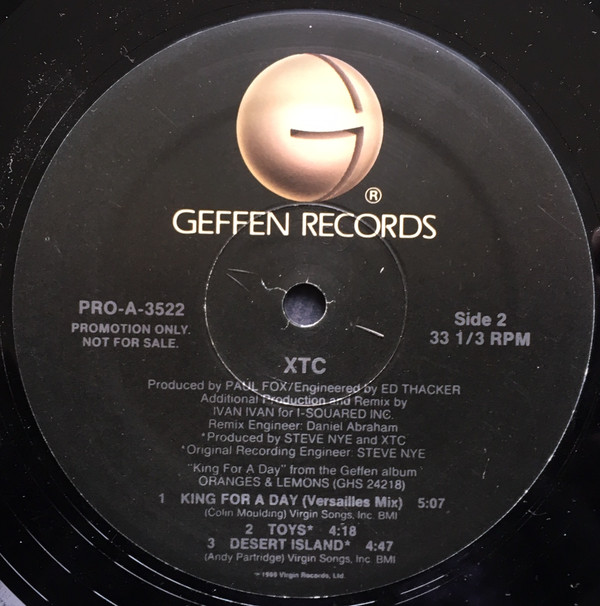 ®
GEFFEN RECORDS
PRO-A-3522
PROMOTION ONLY.
NOT FOR SALE.
Side 2
33 1/3 RPM
XTC
Produced by PAUL FOX/Engineered by ED THACKER
Additional Production and Remix by
IVAN IVAN for I-SQUARED INC.
Remix Engineer: Daniel Abraham
*Produced by STEVE NYE and XTC
*Original Recording Engineer: STEVE NYE
"King For A Day" from the Geffen album
ORANGES & LEMONS (GHS 24218)
1 KING FOR A DAY (Versailles Mix) 5:07
(Colin Moulding) Virgin Songs, Inc. BMI
2 TOYS* 4:18
3 DESERT ISLAND* 4:47
(Andy Partridge) Virgin Songs, Inc. BMI
℗ 1989 Virgin Records, Ltd.